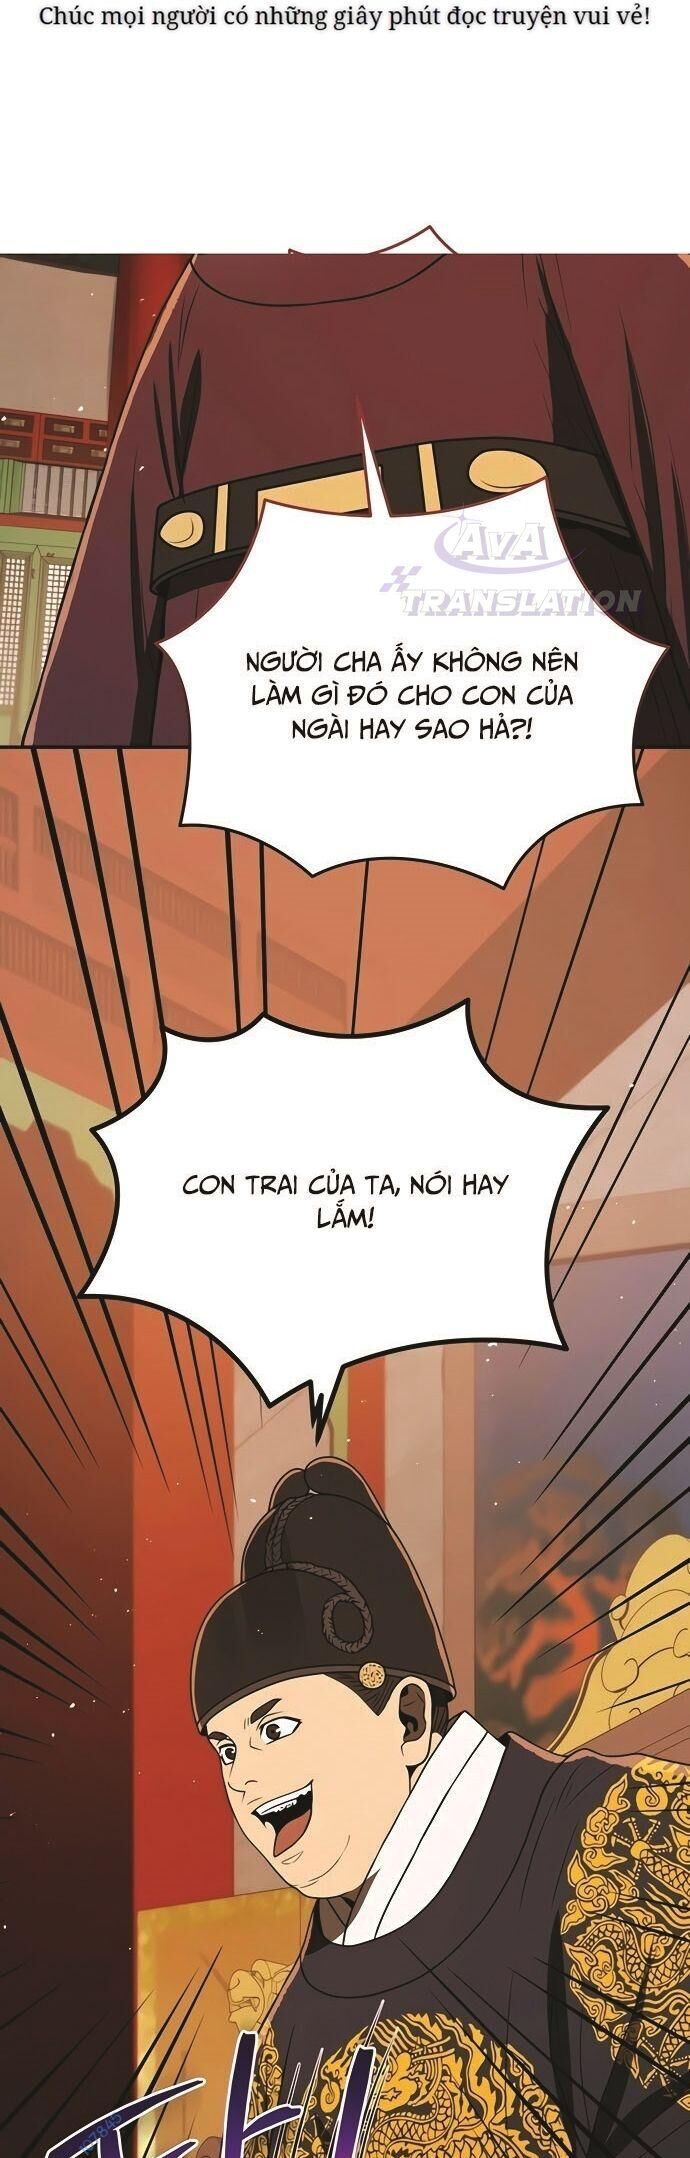 Chúc mọi người có những giây phút đọc truyện vui vẻ!
AVA
TRANSLATION
NGƯỜI CHA ẤY KHÔNG NÊN
LÀM GÌ ĐÓ CHO CON CỦA
NGÀI HAY SAO HẢ?!
CON TRAI CỦA TA, NÓI HAY
LẮM!
107845